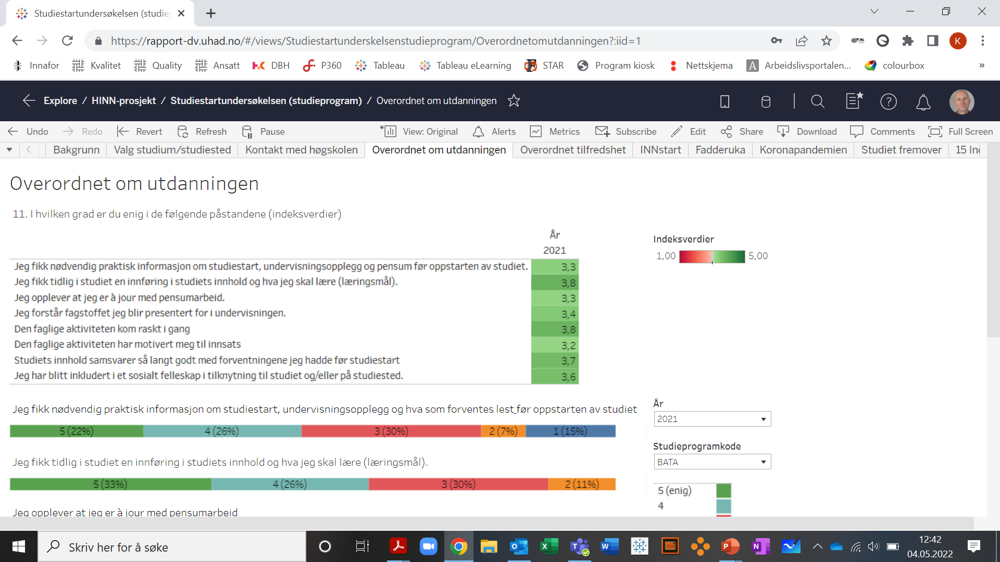 Studiestartundersøkelsen (studie
https://rapport-dv.uhad.no/#/views/Studiestartunderskelsenstudieprogram/Overordnetomutdanningen?:iid=1
K
Innafor Kvalitet Quality Ansatt DBH P360 Tableau Tableau eLearning STAR Program kiosk Nettskjema A Arbeidslivsportalen... colourbox »
Explore / HINN-prosjekt / Studiestartundersøkelsen (studieprogram) / Overordnet om utdanningen
Undo Redo Revert Refresh Pause View: Original Alerts Metrics Subscribe Edit Share Download Comments Full Screen
Bakgrunn Valg studium/studiested Kontakt med høgskolen Overordnet om utdanningen Overordnet tilfredshet INNstart Fadderuka Koronapandemien Studiet fremover 15 In
Overordnet om utdanningen
11. I hvilken grad er du enig i de følgende påstandene (indeksverdier)
År
2021
Indeksverdier
1,00 5,00
Jeg fikk nødvendig praktisk informasjon om studiestart, undervisningsopplegg og pensum før oppstarten av studiet. 3,3
Jeg fikk tidlig i studiet en innføring i studiets innhold og hva jeg skal lære (læringsmål). 3,8
Jeg opplever at jeg er à jour med pensumarbeid. 3,3
Jeg forstår fagstoffet jeg blir presentert for i undervisningen. 3,4
Den faglige aktiviteten kom raskt i gang 3,8
Den faglige aktiviteten har motivert meg til innsats 3,2
Studiets innhold samsvarer så langt godt med forventningene jeg hadde før studiestart 3,7
Jeg har blitt inkludert i et sosialt felleskap i tilknytning til studiet og/eller på studiested. 3,6
Jeg fikk nødvendig praktisk informasjon om studiestart, undervisningsopplegg og hva som forventes lest før oppstarten av studiet
5 (22%) 4 (26%) 3 (30%) 2 (7%) 1 (15%)
Jeg fikk tidlig i studiet en innføring i studiets innhold og hva jeg skal lære (læringsmål).
5 (33%) 4 (26%) 3 (30%) 2 (11%)
Jeg opplever at jeg er à jour med pensumarbeid
År
2021
Studieprogramkode
BATA
5 (enig)
4
Skriv her for å søke
12:42
04.05.2022